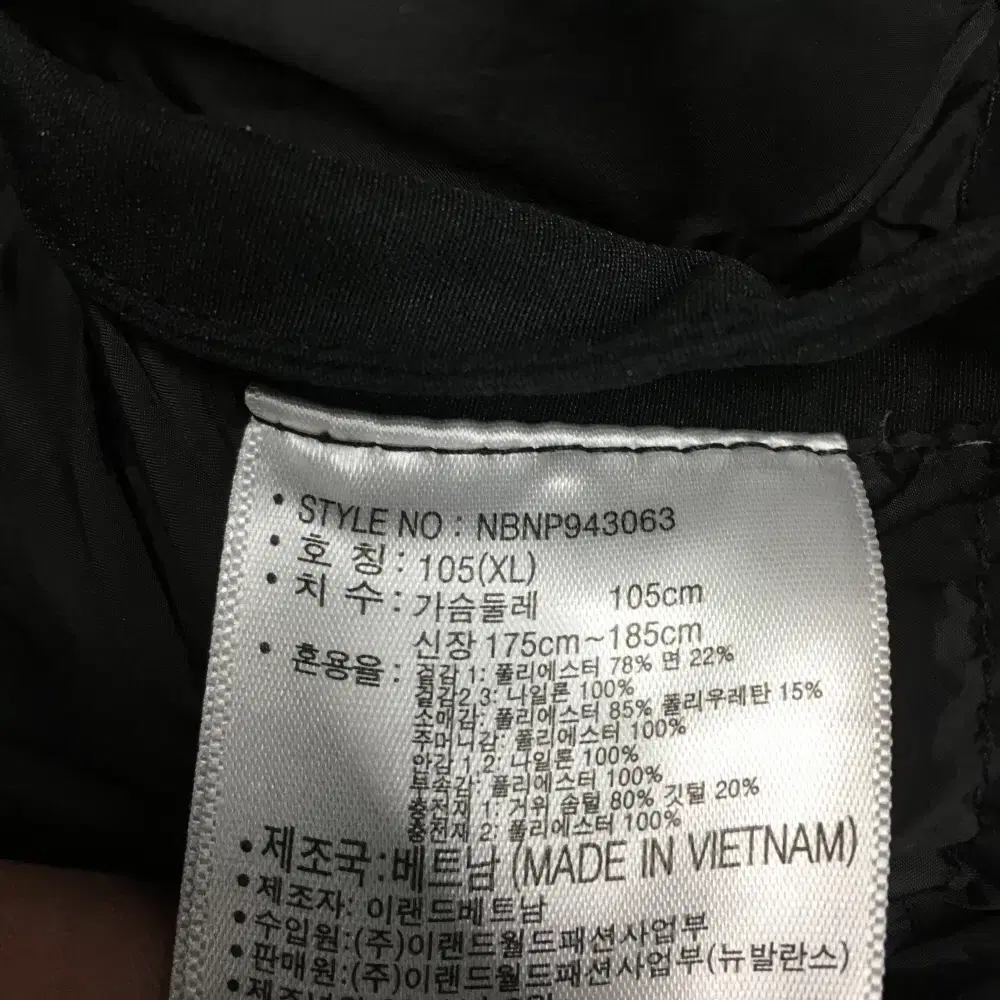 • STYLE NO : NBNP943063
• 호 칭 : 105(XL)
• 치 수 : 가슴둘레 105cm
신장 175cm~185cm
• 혼용율 : 겉감 1: 폴리에스터 78% 면 22%
겉감2,3: 나일론 100%
소매감: 폴리에스터 85% 폴리우레탄 15%
주머니감: 폴리에스터 100%
안감1,2: 나일론 100%
부속감: 폴리에스터 100%
충전재 1: 거위 솜털 80% 깃털 20%
충전재 2: 폴리에스터 100%
• 제조국:베트남 (MADE IN VIETNAM)
• 제조자: 이랜드베트남
• 수입원:(주)이랜드월드패션사업부
• 판매원:(주)이랜드월드패션사업부(뉴발란스)